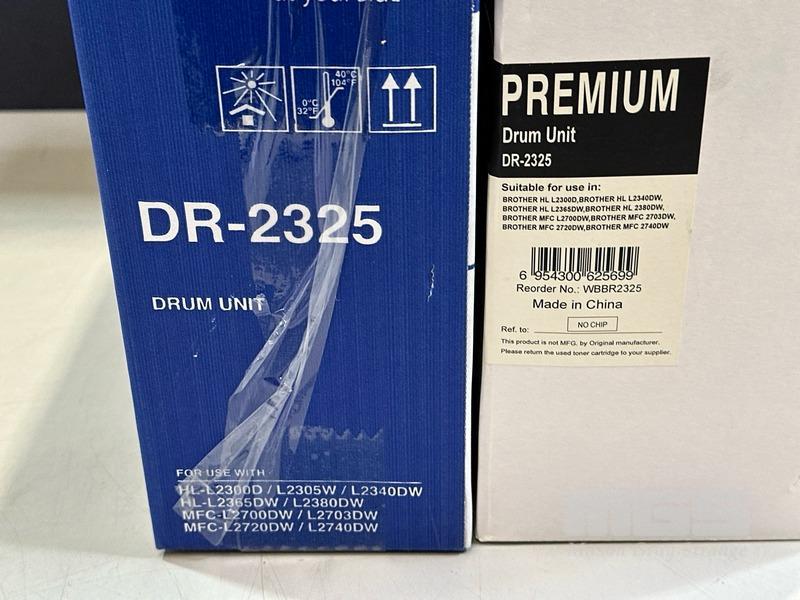 at your side
40°C
104°F
0°C
32°F
DR-2325
DRUM UNIT
FOR USE WITH
HL-L2300D / L2305W / L2340DW
HL-L2365DW / L2380DW
MFC-L2700DW / L2703DW
MFC-L2720DW / L2740DW
PREMIUM
Drum Unit
DR-2325
Suitable for use in:
BROTHER HL L2300D,BROTHER HL L2340DW,
BROTHER HL L2365DW,BROTHER HL 2380DW,
BROTHER MFC L2700DW,BROTHER MFC 2703DW,
BROTHER MFC 2720DW,BROTHER MFC 2740DW
6 954300 625699
Reorder No.: WBBR2325
Made in China
NO CHIP
Ref. to:
This product is not MFG. by Original manufacturer.
Please return the used toner cartridge to your supplier.